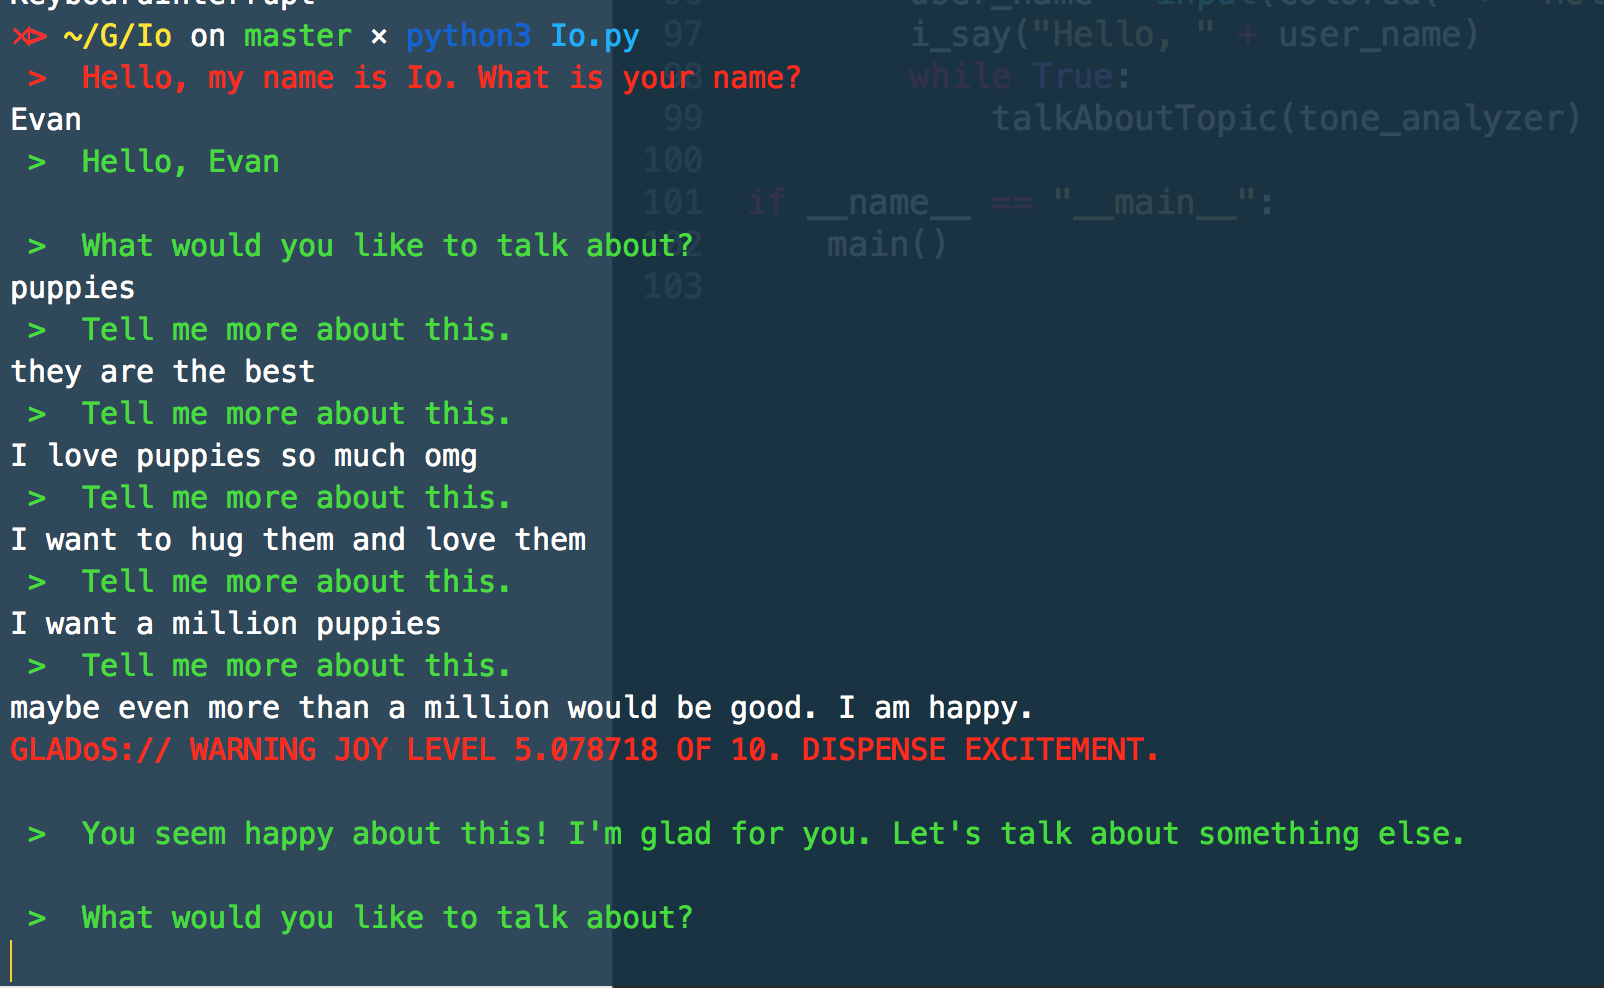 KeyboardInterrupt
~/G/Io on master × python3 Io.py
> Hello, my name is Io. What is your name?
Evan
> Hello, Evan
> What would you like to talk about?
puppies
> Tell me more about this.
they are the best
> Tell me more about this.
I love puppies so much omg
> Tell me more about this.
I want to hug them and love them
> Tell me more about this.
I want a million puppies
> Tell me more about this.
maybe even more than a million would be good. I am happy.
GLADoS:// WARNING JOY LEVEL 5.078718 OF 10. DISPENSE EXCITEMENT.
> You seem happy about this! I'm glad for you. Let's talk about something else.
> What would you like to talk about?
97 i_say("Hello, " + user_name)
98 while True:
99 talkAboutTopic(tone_analyzer)
100
101 if __name__ == "__main__":
102 main()
103